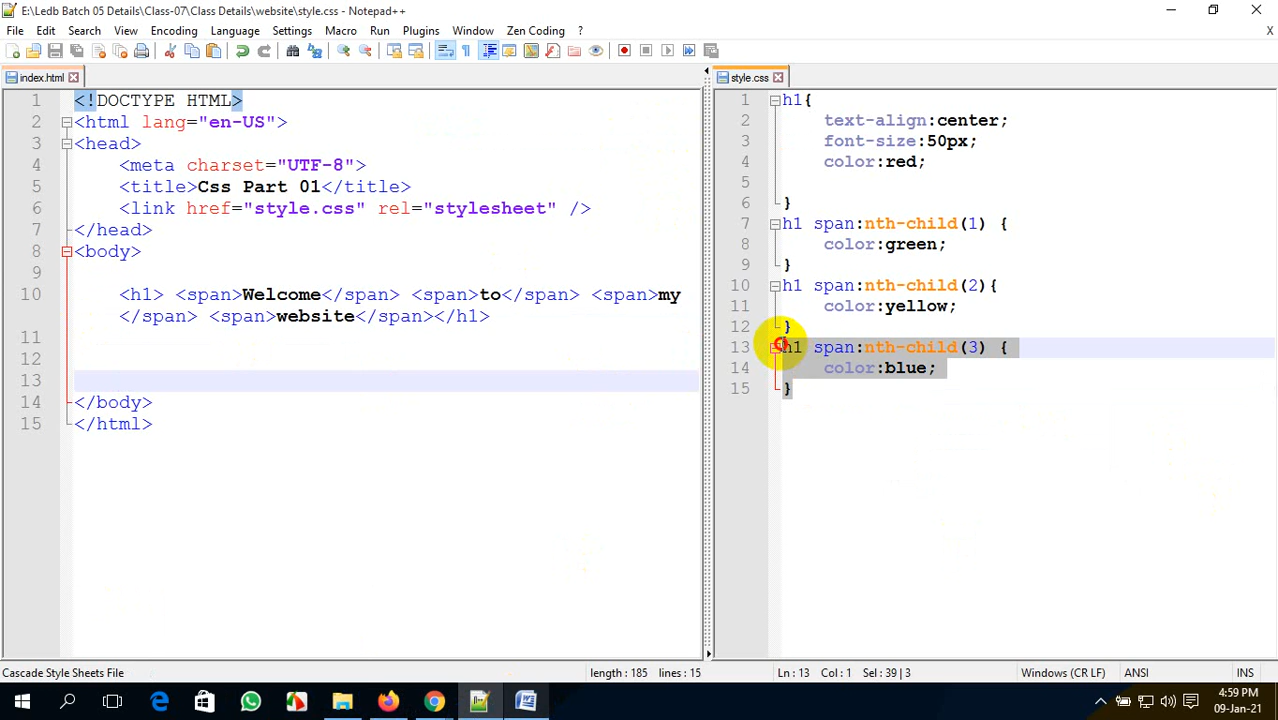 E:\Ledb Batch 05 Details\Class-07\Class Details\website\style.css - Notepad++
File Edit Search View Encoding Language Settings Macro Run Plugins Window Zen Coding ? X
index.html
1 <!DOCTYPE HTML>
2 <html lang="en-US">
3 <head>
4 <meta charset="UTF-8">
5 <title>Css Part 01</title>
6 <link href="style.css" rel="stylesheet" />
7 </head>
8 <body>
9
10 <h1> <span>Welcome</span> <span>to</span> <span>my
</span> <span>website</span></h1>
11
12
13
14 </body>
15 </html>
style.css
1 h1{
2 text-align:center;
3 font-size:50px;
4 color:red;
5
6 }
7 h1 span:nth-child(1) {
8 color:green;
9 }
10 h1 span:nth-child(2){
11 color:yellow;
12 }
13 h1 span:nth-child(3) {
14 color:blue;
15 }
Cascade Style Sheets File length : 185 lines : 15 Ln : 13 Col : 1 Sel : 39 | 3 Windows (CR LF) ANSI INS
4:59 PM
09-Jan-21